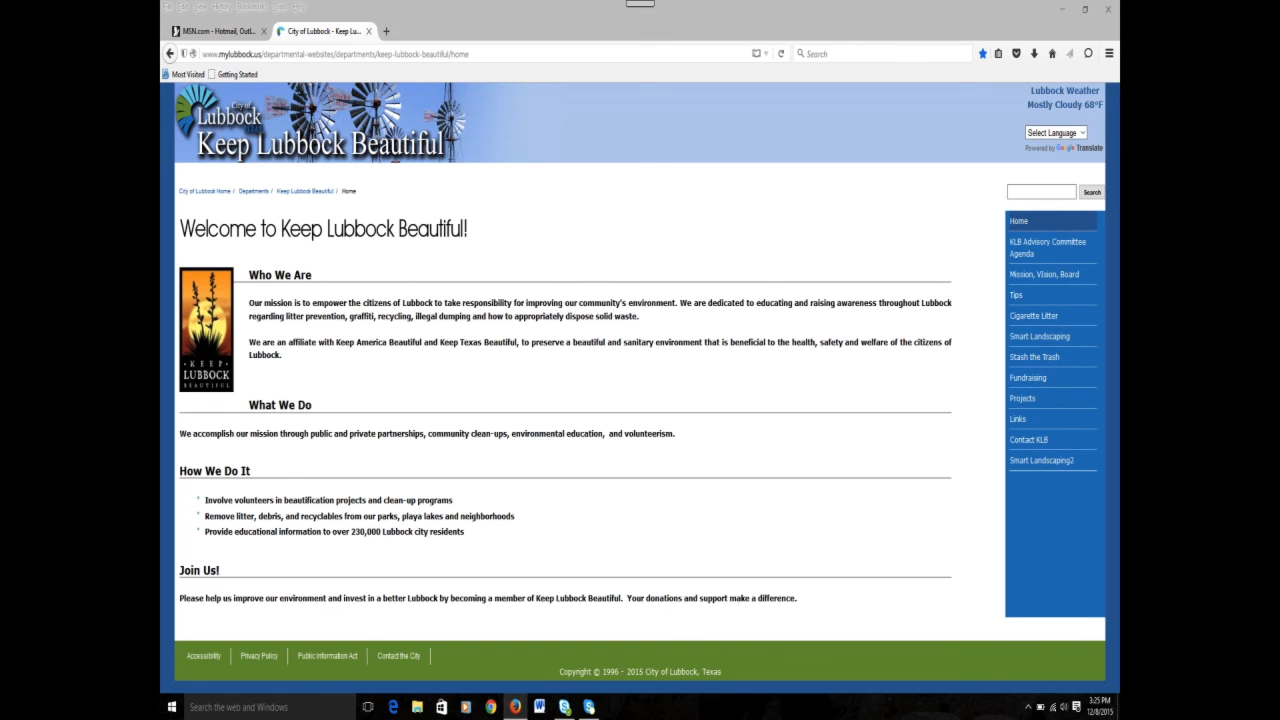 File Edit View History Bookmarks Tools Help
MSN.com - Hotmail, Outl...
City of Lubbock - Keep Lu...
www.mylubbock.us/departmental-websites/departments/keep-lubbock-beautiful/home
Search
Most Visited
Getting Started
City of
Lubbock
Keep Lubbock Beautiful
Lubbock Weather
Mostly Cloudy 68°F
Select Language
Powered by Google Translate
City of Lubbock Home / Departments / Keep Lubbock Beautiful / Home
Search
Welcome to Keep Lubbock Beautiful!
Home
KLB Advisory Committee
Agenda
Mission, Vision, Board
Tips
Cigarette Litter
Smart Landscaping
Stash the Trash
Fundraising
Projects
Links
Contact KLB
Smart Landscaping2
KEEP
LUBBOCK
BEAUTIFUL
Who We Are
Our mission is to empower the citizens of Lubbock to take responsibility for improving our community's environment. We are dedicated to educating and raising awareness throughout Lubbock
regarding litter prevention, graffiti, recycling, illegal dumping and how to appropriately dispose solid waste.
We are an affiliate with Keep America Beautiful and Keep Texas Beautiful, to preserve a beautiful and sanitary environment that is beneficial to the health, safety and welfare of the citizens of
Lubbock.
What We Do
We accomplish our mission through public and private partnerships, community clean-ups, environmental education, and volunteerism.
How We Do It
Involve volunteers in beautification projects and clean-up programs
Remove litter, debris, and recyclables from our parks, playa lakes and neighborhoods
Provide educational information to over 230,000 Lubbock city residents
Join Us!
Please help us improve our environment and invest in a better Lubbock by becoming a member of Keep Lubbock Beautiful. Your donations and support make a difference.
Accessibility
Privacy Policy
Public Information Act
Contact the City
Copyright © 1996 - 2015 City of Lubbock, Texas
Search the web and Windows
3:25 PM
12/8/2015